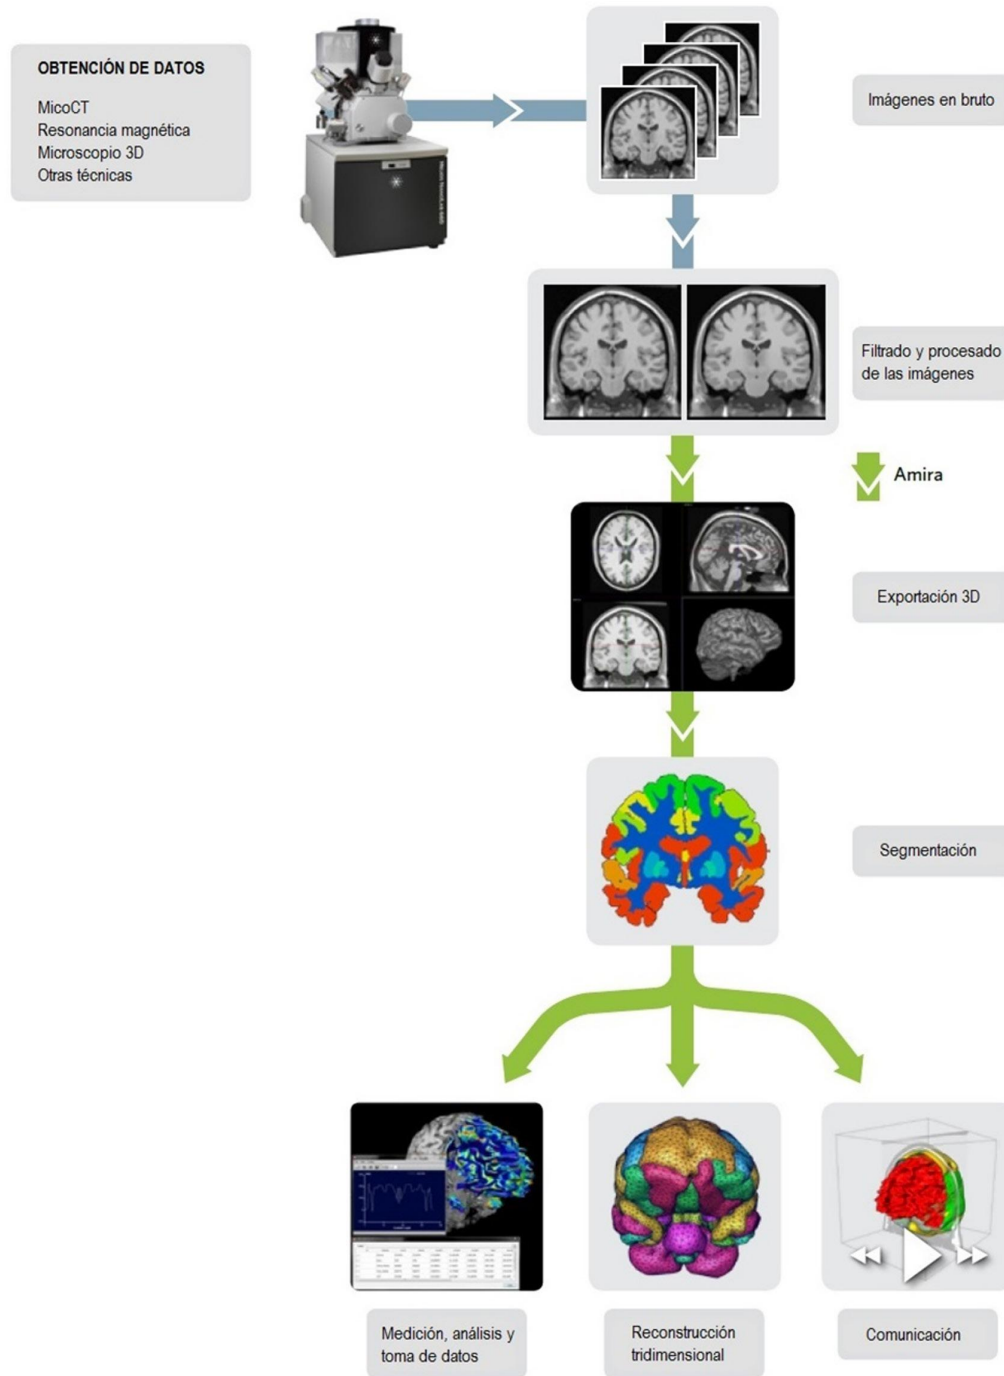 OBTENCIÓN DE DATOS
MicoCT
Resonancia magnética
Microscopio 3D
Otras técnicas
Imágenes en bruto
Filtrado y procesado
de las imágenes
Amira
Exportación 3D
Segmentación
Medición, análisis y
toma de datos
Reconstrucción
tridimensional
Comunicación